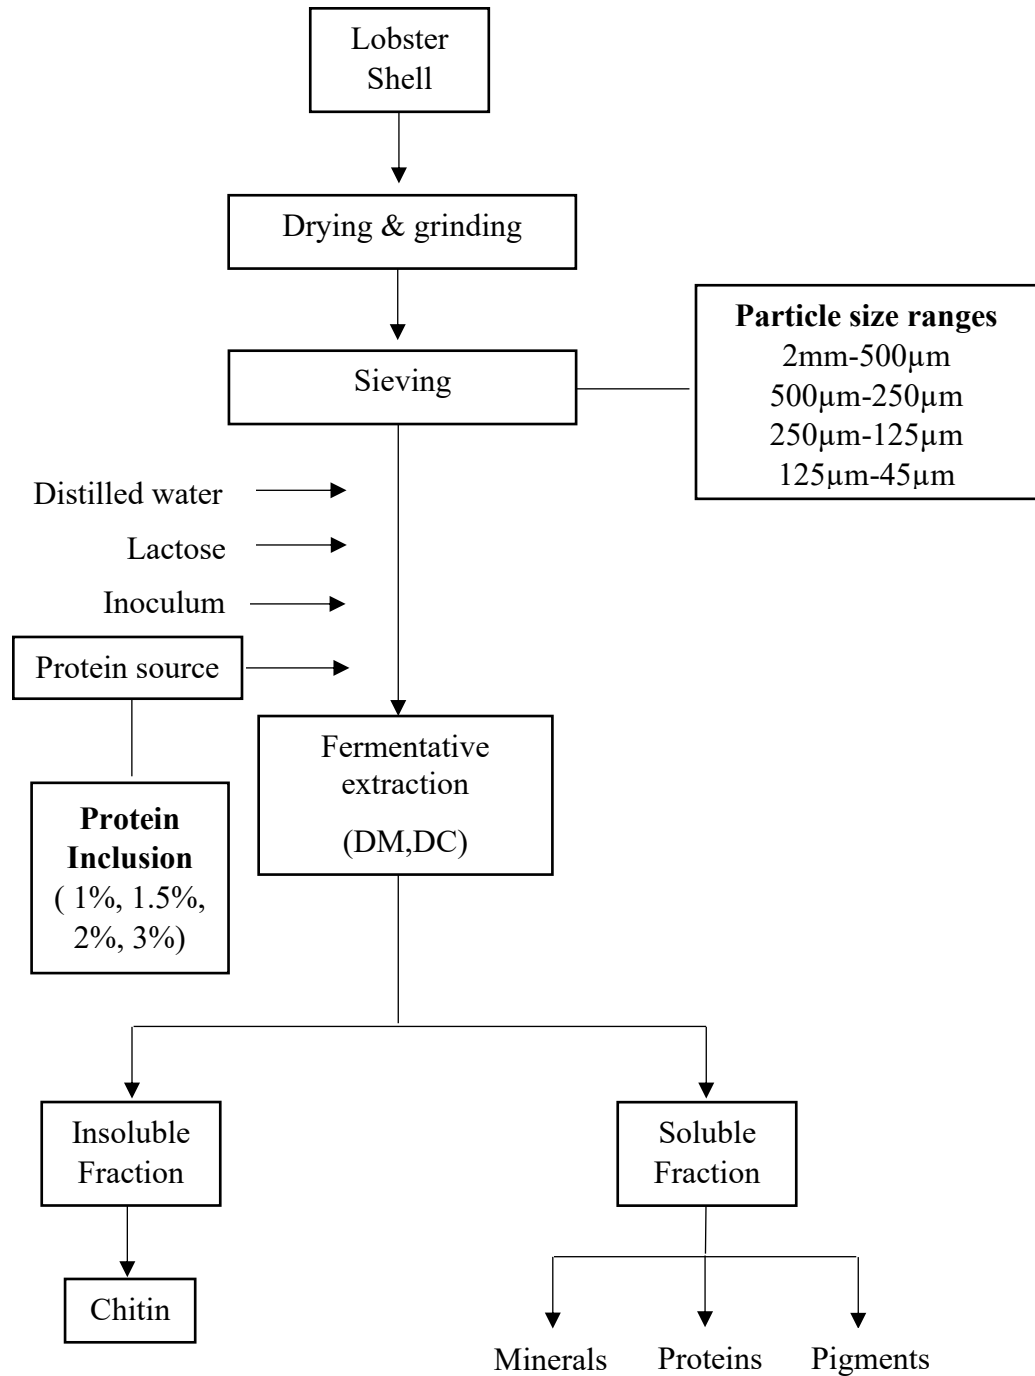 Lobster
Shell
Drying & grinding
Sieving
Particle size ranges
2mm-500µm
500µm-250µm
250µm-125µm
125µm-45µm
Distilled water
Lactose
Inoculum
Protein source
Protein
Inclusion
( 1%, 1.5%,
2%, 3%)
Fermentative
extraction
(DM,DC)
Insoluble
Fraction
Soluble
Fraction
Chitin
Minerals
Proteins
Pigments